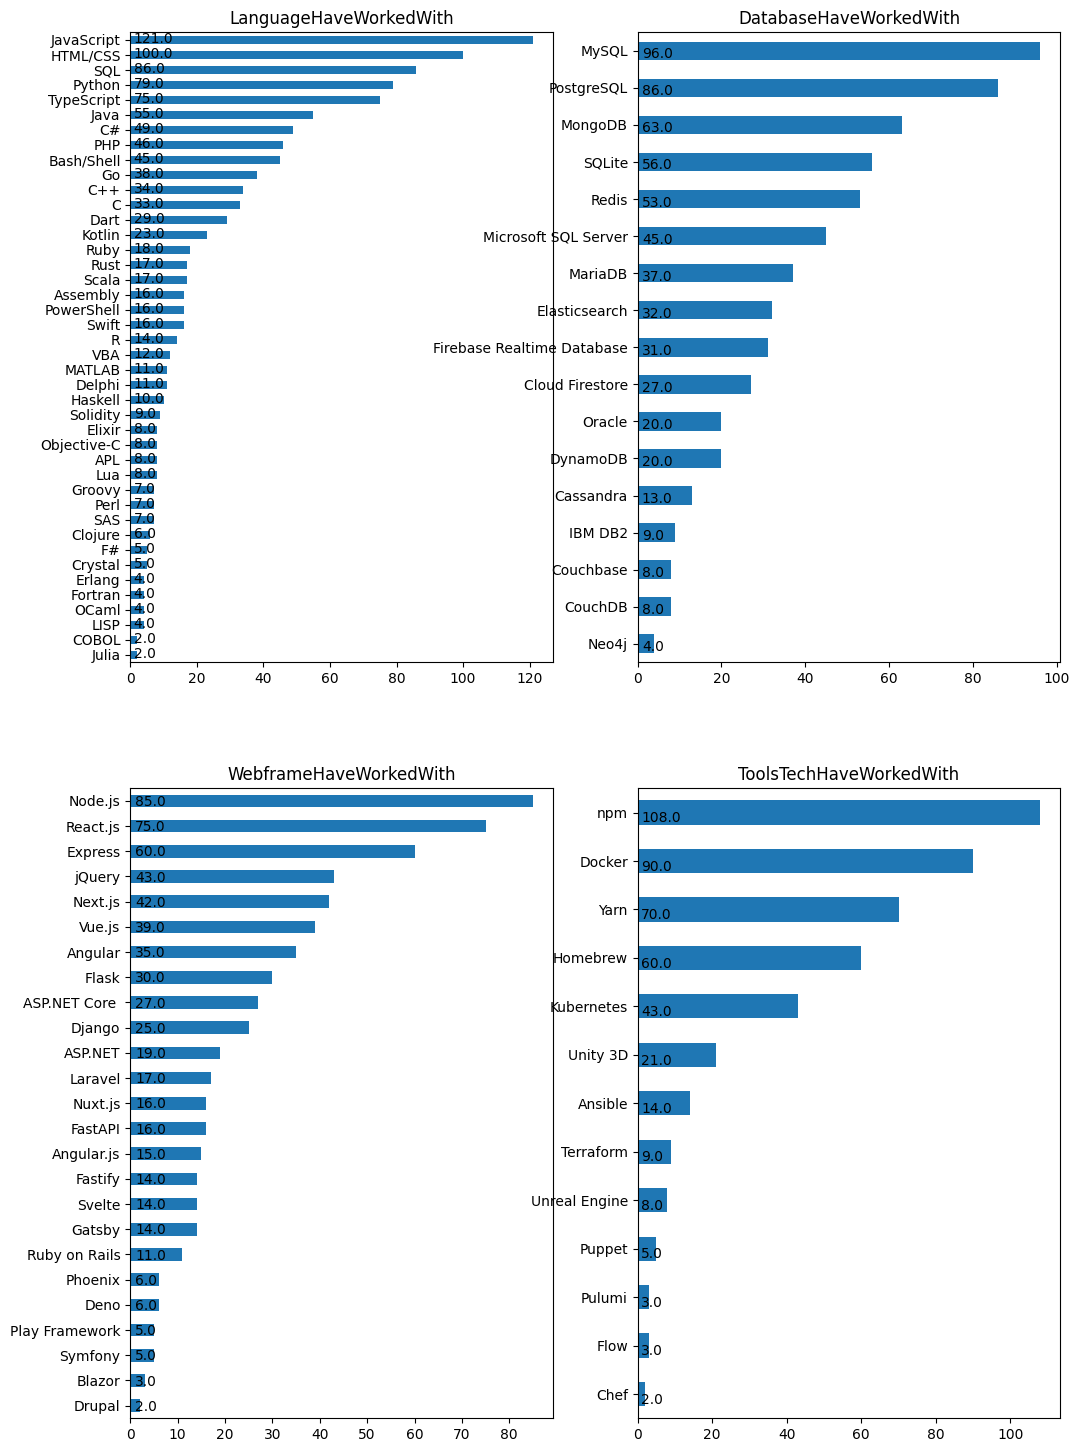 LanguageHaveWorkedWith
JavaScript 121.0
HTML/CSS 100.0
SQL 86.0
Python 79.0
TypeScript 75.0
Java 55.0
C# 49.0
PHP 46.0
Bash/Shell 45.0
Go 38.0
C++ 34.0
C 33.0
Dart 29.0
Kotlin 23.0
Ruby 18.0
Rust 17.0
Scala 17.0
Assembly 16.0
PowerShell 16.0
Swift 16.0
R 14.0
VBA 12.0
MATLAB 11.0
Delphi 11.0
Haskell 10.0
Solidity 9.0
Elixir 8.0
Objective-C 8.0
APL 8.0
Lua 8.0
Groovy 7.0
Perl 7.0
SAS 7.0
Clojure 6.0
F# 5.0
Crystal 5.0
Erlang 4.0
Fortran 4.0
OCaml 4.0
LISP 4.0
COBOL 2.0
Julia 2.0
0 20 40 60 80 100 120
DatabaseHaveWorkedWith
MySQL 96.0
PostgreSQL 86.0
MongoDB 63.0
SQLite 56.0
Redis 53.0
Microsoft SQL Server 45.0
MariaDB 37.0
Elasticsearch 32.0
Firebase Realtime Database 31.0
Cloud Firestore 27.0
Oracle 20.0
DynamoDB 20.0
Cassandra 13.0
IBM DB2 9.0
Couchbase 8.0
CouchDB 8.0
Neo4j 4.0
0 20 40 60 80 100
WebframeHaveWorkedWith
Node.js 85.0
React.js 75.0
Express 60.0
jQuery 43.0
Next.js 42.0
Vue.js 39.0
Angular 35.0
Flask 30.0
ASP.NET Core 27.0
Django 25.0
ASP.NET 19.0
Laravel 17.0
Nuxt.js 16.0
FastAPI 16.0
Angular.js 15.0
Fastify 14.0
Svelte 14.0
Gatsby 14.0
Ruby on Rails 11.0
Phoenix 6.0
Deno 6.0
Play Framework 5.0
Symfony 5.0
Blazor 3.0
Drupal 2.0
0 10 20 30 40 50 60 70 80
ToolsTechHaveWorkedWith
npm 108.0
Docker 90.0
Yarn 70.0
Homebrew 60.0
Kubernetes 43.0
Unity 3D 21.0
Ansible 14.0
Terraform 9.0
Unreal Engine 8.0
Puppet 5.0
Pulumi 3.0
Flow 3.0
Chef 2.0
0 20 40 60 80 100